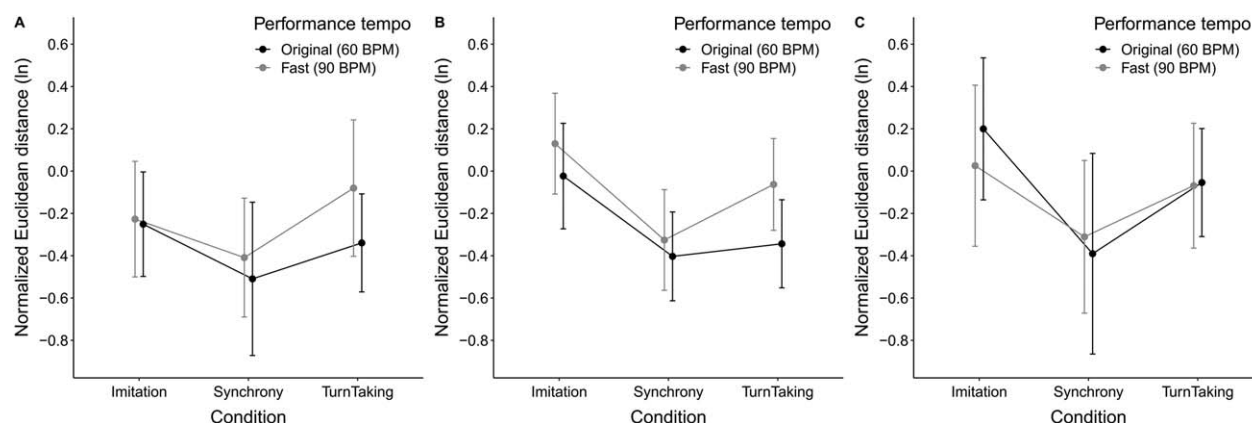 A
Performance tempo
Original (60 BPM)
Fast (90 BPM)
Normalized Euclidean distance (ln)
0.6
0.4
0.2
0.0
−0.2
−0.4
−0.6
−0.8
Imitation Synchrony TurnTaking
Condition
B
Performance tempo
Original (60 BPM)
Fast (90 BPM)
Normalized Euclidean distance (ln)
0.6
0.4
0.2
0.0
−0.2
−0.4
−0.6
−0.8
Imitation Synchrony TurnTaking
Condition
C
Performance tempo
Original (60 BPM)
Fast (90 BPM)
Normalized Euclidean distance (ln)
0.6
0.4
0.2
0.0
−0.2
−0.4
−0.6
−0.8
Imitation Synchrony TurnTaking
Condition